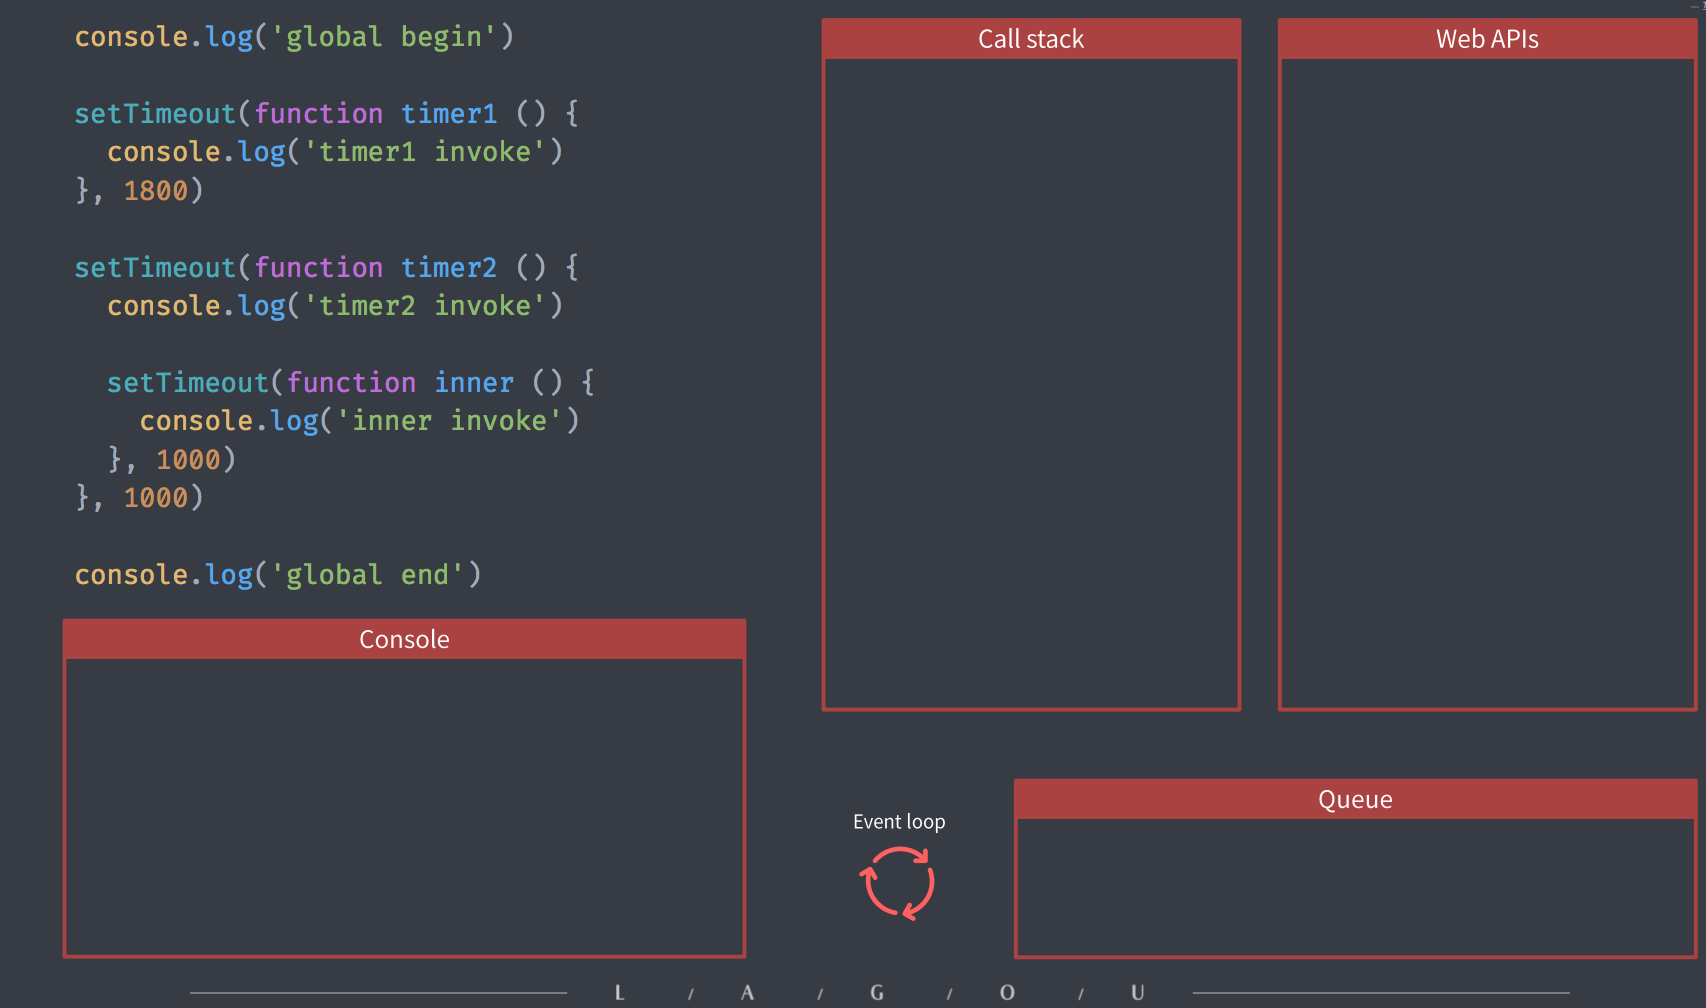 console.log('global begin')
setTimeout(function timer1 () {
console.log('timer1 invoke')
}, 1800)
setTimeout(function timer2 () {
console.log('timer2 invoke')
setTimeout(function inner () {
console.log('inner invoke')
}, 1000)
}, 1000)
console.log('global end')
Console
Call stack
Web APIs
Event loop
Queue
L / A / G / O / U